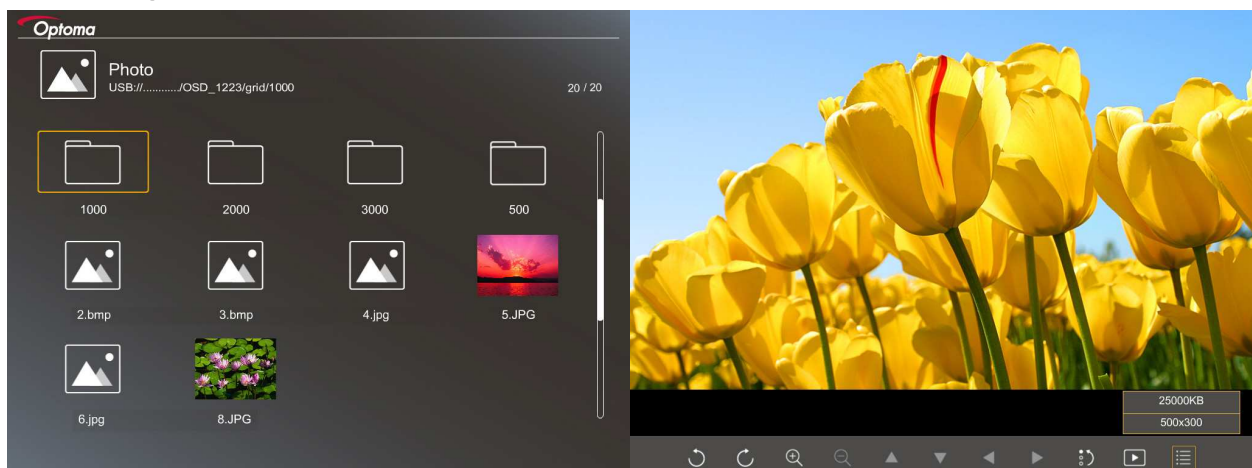 Optoma
Photo
USB://.........../OSD_1223/grid/1000
20 / 20
1000 2000 3000 500
2.bmp 3.bmp 4.jpg 5.JPG
6.jpg 8.JPG
25000KB
500x300